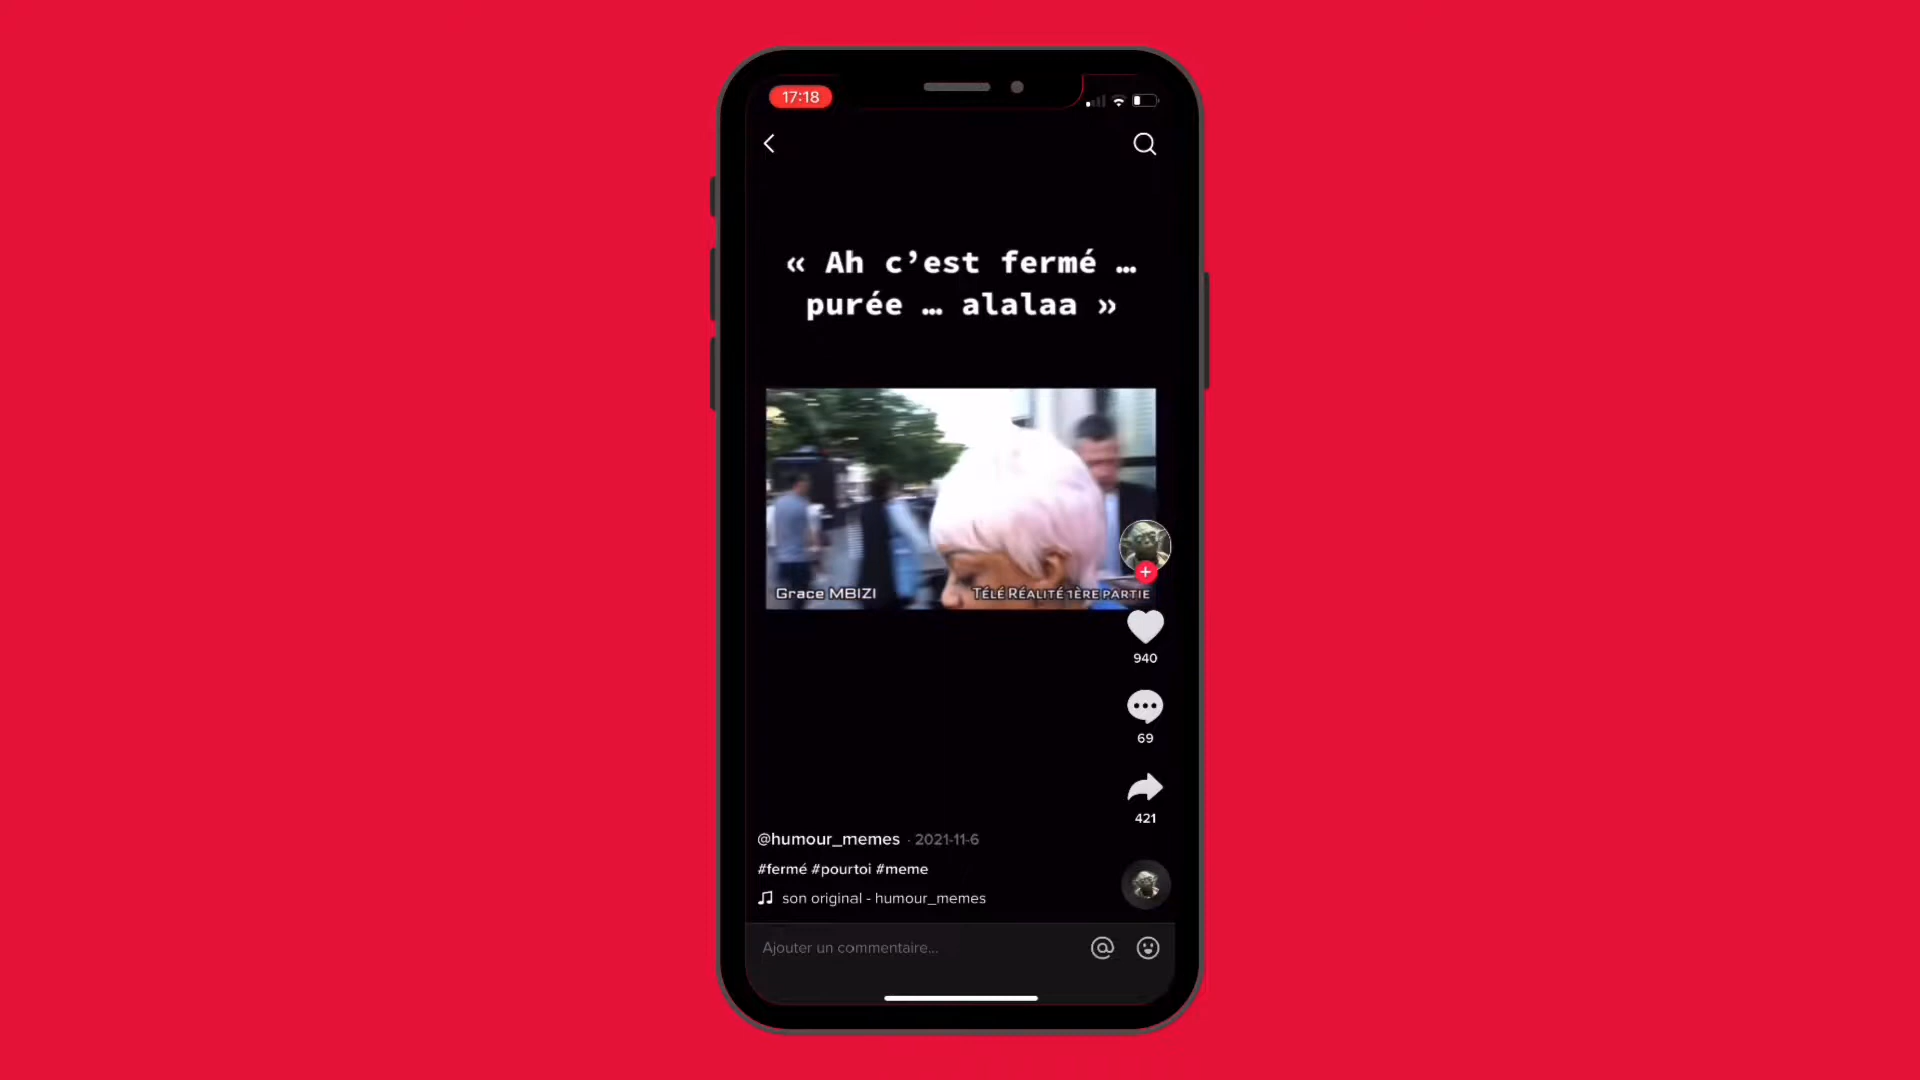 17:18
« Ah c’est fermé …
purée … alalaa »
Grace MBIZI
TÉLÉ RÉALITÉ 1ÈRE PARTIE
940
69
421
@humour_memes · 2021-11-6
#fermé #pourtoi #meme
son original - humour_memes
Ajouter un commentaire...